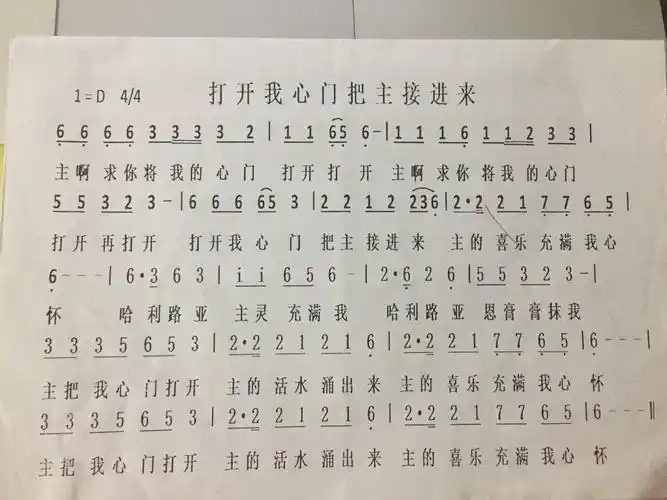 1=D 4/4 打开我心门把主接进来
6 6 6 6 3 3 3 3 2 | 1 1 6 5 6 - | 1 1 1 6 1 1 2 3 3 |
主啊 求你将 我的 心 门 打开 打 开 主啊 求你 将我 的心门
5 5 3 2 3 - | 6 6 6 6 5 3 | 2 2 1 2 2 3 6 | 2·2 2 1 7 7 6 5 |
打开 再打开 打开我 心 门 把主 接进 来 主的 喜乐 充满 我心
6 - - - | 6·3 6 3 | i i 6 5 6 - | 2·6 2 6 | 5 5 3 2 3 - |
怀 哈利路 亚 主灵 充满我 哈利路 亚 恩膏 膏抹我
3 3 3 5 6 5 3 | 2·2 2 1 2 1 6 | 2·2 2 1 7 7 6 5 | 6 - - - |
主把 我心 门打开 主的 活水 涌出 来 主的 喜乐 充满 我心 怀
3 3 3 5 6 5 3 | 2·2 2 1 2 1 6 | 2·2 2 1 7 7 6 5 | 6 - - - ‖
主把 我心 门打开 主的 活水 涌出 来 主的 喜乐 充满 我心 怀